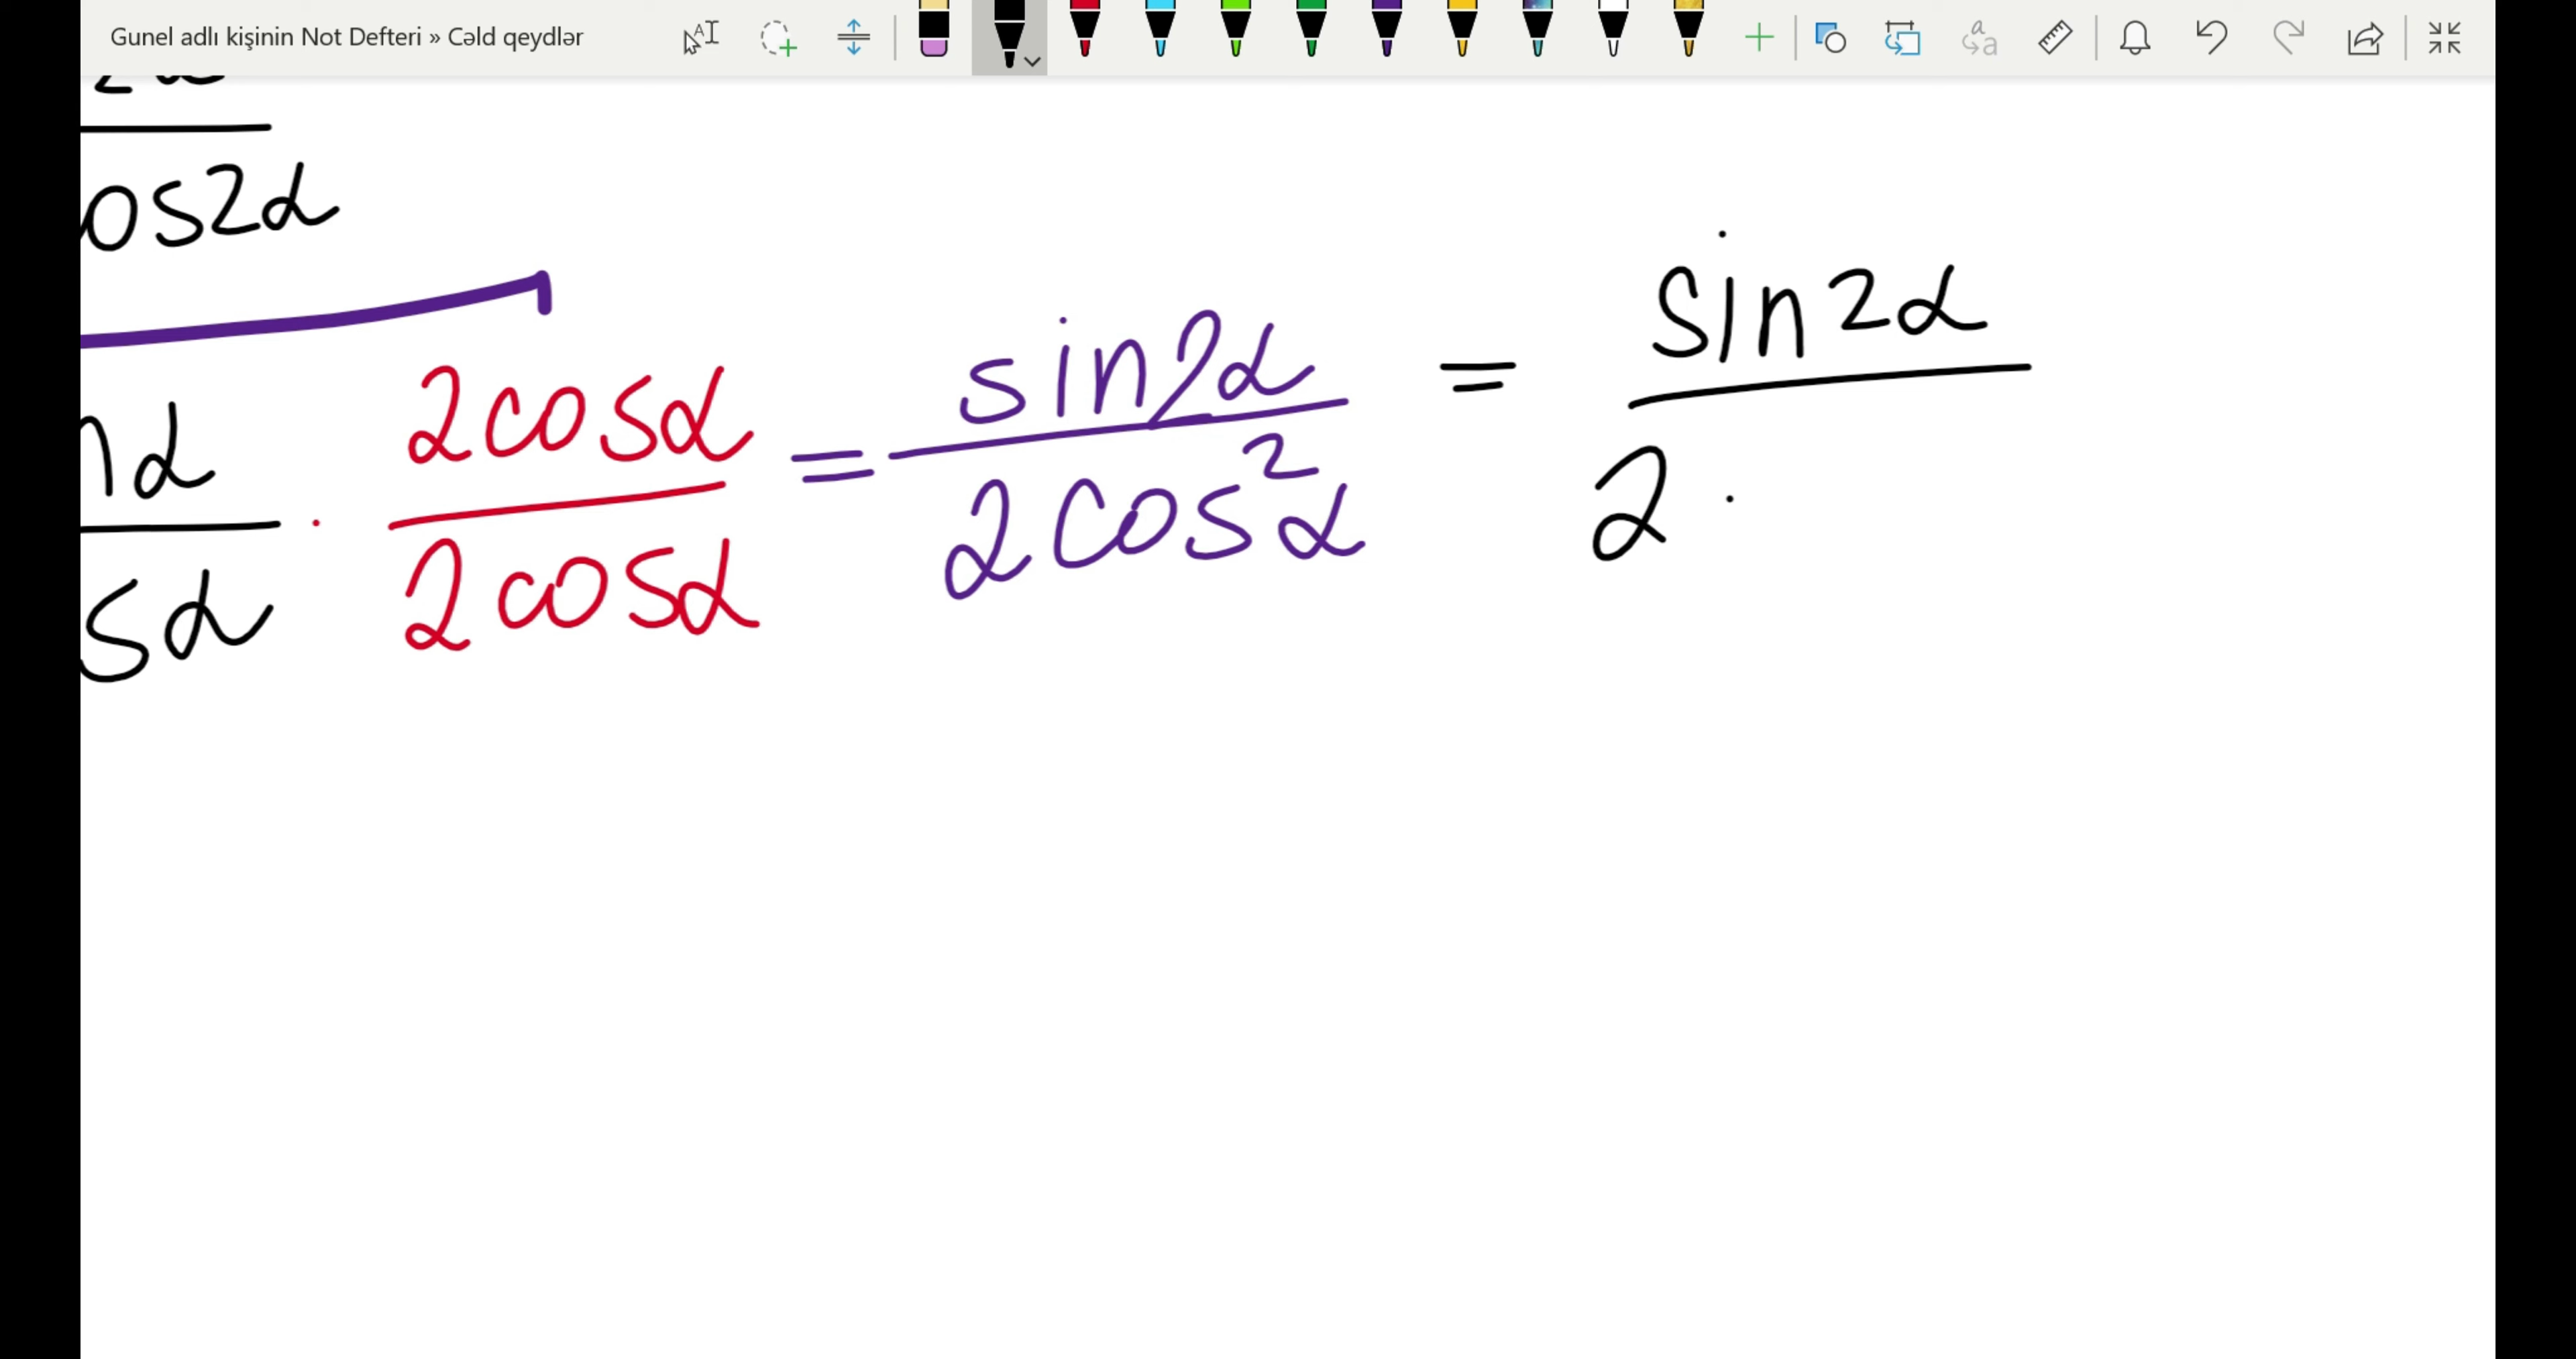 Gunel adlı kişinin Not Defteri » Cəld qeydlər
os2α
sin2α
2cosα = sin2α = 2 ·
nα · 2cosα 2cos²α
sα